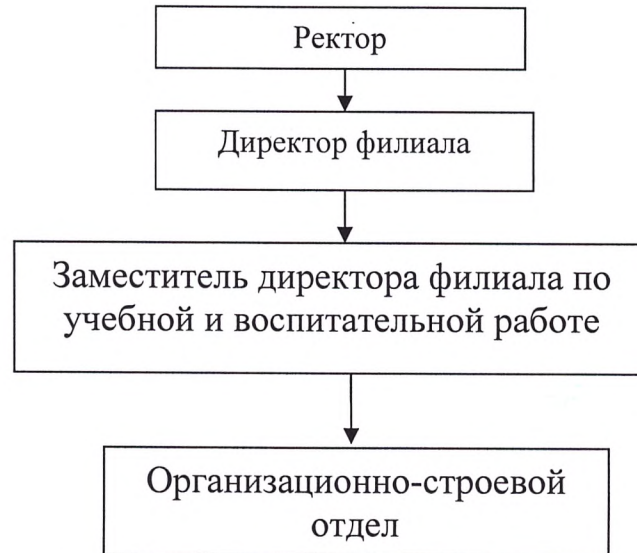 Ректор
Директор филиала
Заместитель директора филиала по
учебной и воспитательной работе
Организационно-строевой
отдел